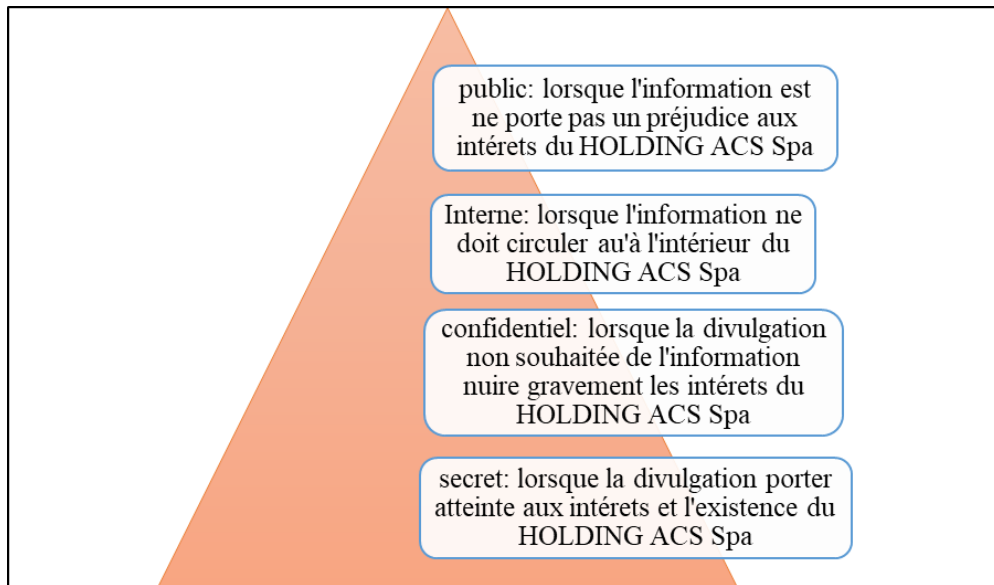 public: lorsque l'information est
ne porte pas un préjudice aux
intérets du HOLDING ACS Spa
Interne: lorsque l'information ne
doit circuler au'à l'intérieur du
HOLDING ACS Spa
confidentiel: lorsque la divulgation
non souhaitée de l'information
nuire gravement les intérets du
HOLDING ACS Spa
secret: lorsque la divulgation porter
atteinte aux intérets et l'existence du
HOLDING ACS Spa